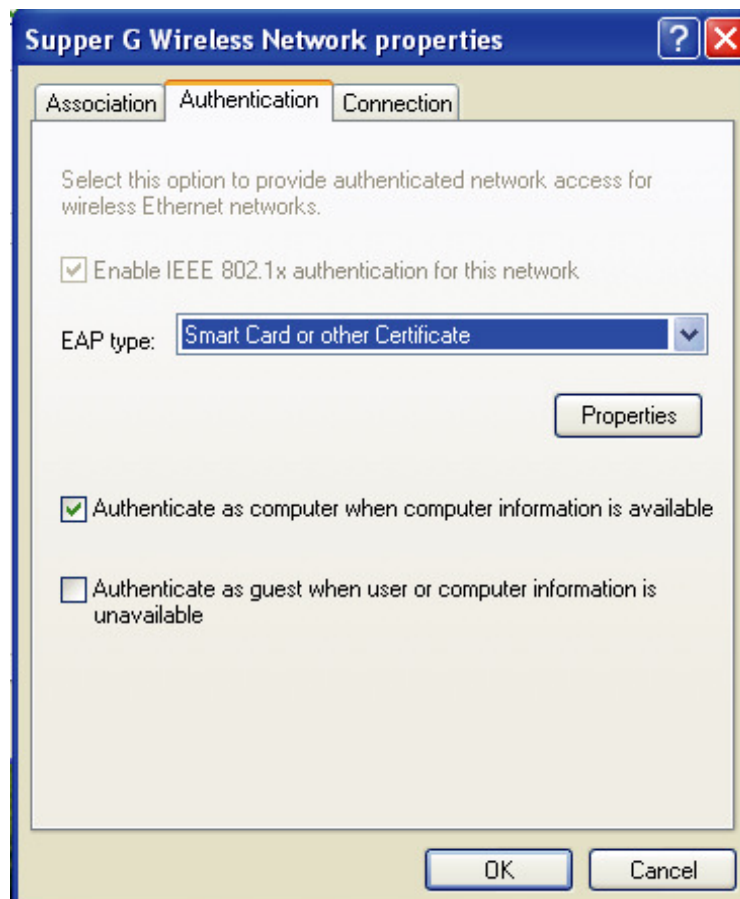 Supper G Wireless Network properties
Association Authentication Connection
Select this option to provide authenticated network access for
wireless Ethernet networks.
Enable IEEE 802.1x authentication for this network
EAP type: Smart Card or other Certificate
Properties
Authenticate as computer when computer information is available
Authenticate as guest when user or computer information is
unavailable
OK Cancel